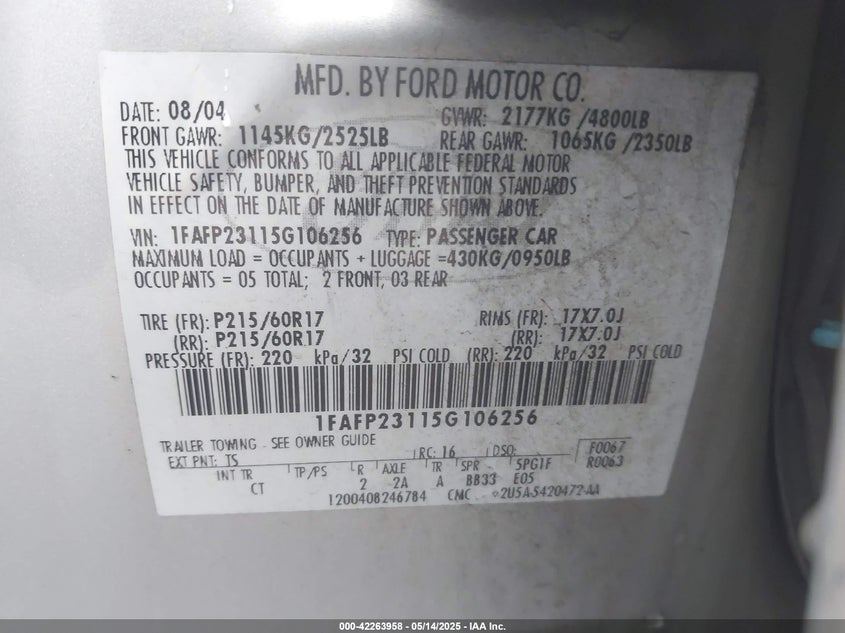 MFD. BY FORD MOTOR CO.
DATE: 08/04 GVWR: 2177KG /4800LB
FRONT GAWR: 1145KG/2525LB REAR GAWR: 1065KG /2350LB
THIS VEHICLE CONFORMS TO ALL APPLICABLE FEDERAL MOTOR
VEHICLE SAFETY, BUMPER, AND THEFT PREVENTION STANDARDS
IN EFFECT ON THE DATE OF MANUFACTURE SHOWN ABOVE.
VIN: 1FAFP23115G106256 TYPE: PASSENGER CAR
MAXIMUM LOAD = OCCUPANTS + LUGGAGE =430KG/0950LB
OCCUPANTS = 05 TOTAL; 2 FRONT, 03 REAR
TIRE (FR): P215/60R17 RIMS (FR): 17X7.0J
(RR): P215/60R17 (RR): 17X7.0J
PRESSURE (FR): 220 kPa/32 PSI COLD (RR): 220 kPa/32 PSI COLD
1FAFP23115G106256
TRAILER TOWING - SEE OWNER GUIDE
EXT PNT: TS RC: 16 DSO: F0067
R0063
INT TR TP/PS R AXLE TR SPR SPG1F
CT 2 2A A BB33 E05
1200408246784 CMC *2U5A-5420472-AA
000-42263958 - 05/14/2025 - IAA Inc.